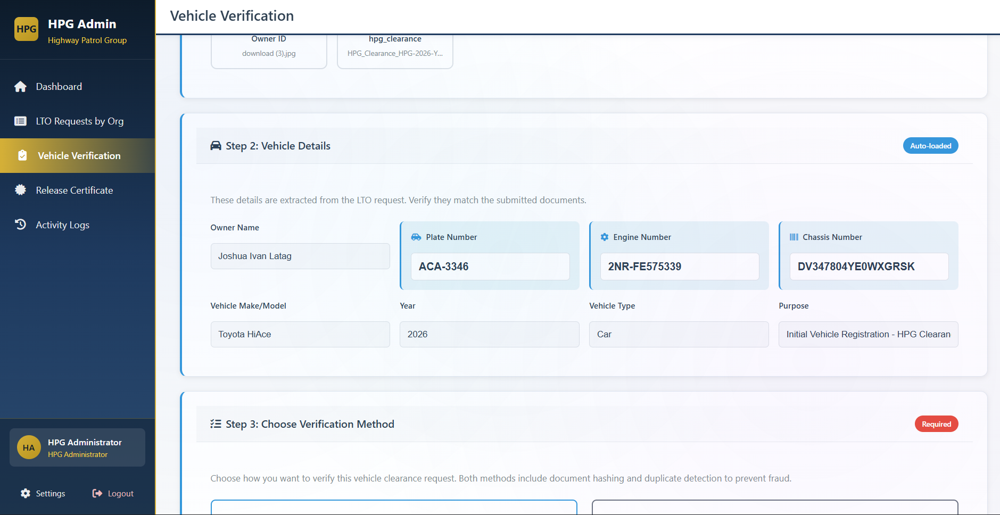 HPG
HPG Admin
Highway Patrol Group
Dashboard
LTO Requests by Org
Vehicle Verification
Release Certificate
Activity Logs
HA
HPG Administrator
HPG Administrator
Settings
Logout
Vehicle Verification
Owner ID
download (3).jpg
hpg_clearance
HPG_Clearance_HPG-2026-Y...
Step 2: Vehicle Details
Auto-loaded
These details are extracted from the LTO request. Verify they match the submitted documents.
Owner Name
Joshua Ivan Latag
Plate Number
ACA-3346
Engine Number
2NR-FE575339
Chassis Number
DV347804YE0WXGRSK
Vehicle Make/Model
Toyota HiAce
Year
2026
Vehicle Type
Car
Purpose
Initial Vehicle Registration - HPG Clearan
Step 3: Choose Verification Method
Required
Choose how you want to verify this vehicle clearance request. Both methods include document hashing and duplicate detection to prevent fraud.